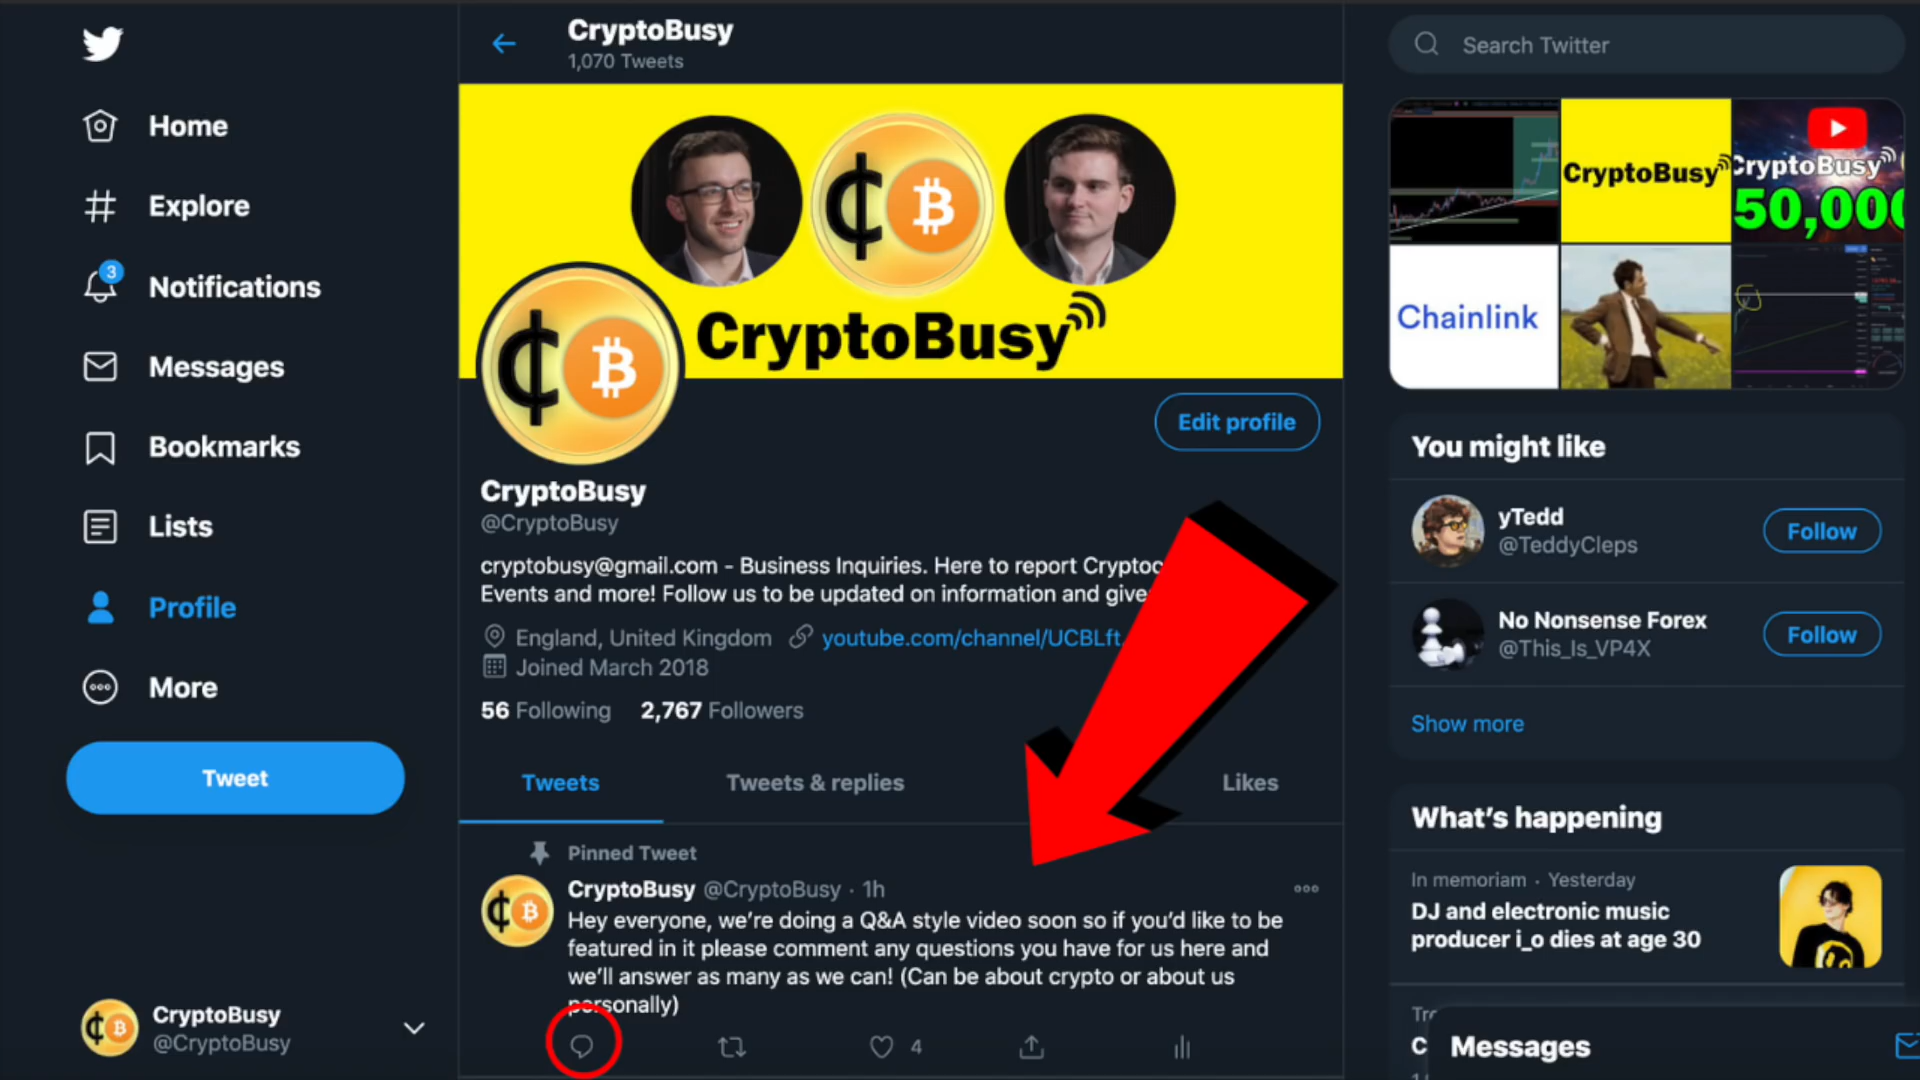 Home
Explore
3
Notifications
Messages
Bookmarks
Lists
Profile
More
Tweet
CryptoBusy
@CryptoBusy
CryptoBusy
1,070 Tweets
CryptoBusy
Edit profile
CryptoBusy
@CryptoBusy
cryptobusy@gmail.com - Business Inquiries. Here to report Cryptoc
Events and more! Follow us to be updated on information and give
England, United Kingdom youtube.com/channel/UCBLft
Joined March 2018
56 Following 2,767 Followers
Tweets Tweets & replies Likes
Pinned Tweet
CryptoBusy @CryptoBusy · 1h
Hey everyone, we're doing a Q&A style video soon so if you'd like to be
featured in it please comment any questions you have for us here and
we'll answer as many as we can! (Can be about crypto or about us
personally)
4
Search Twitter
CryptoBusy
CryptoBusy
50,000
Chainlink
You might like
yTedd
@TeddyCleps
Follow
No Nonsense Forex
@This_Is_VP4X
Follow
Show more
What's happening
In memoriam · Yesterday
DJ and electronic music
producer i_o dies at age 30
Tre
C
Messages